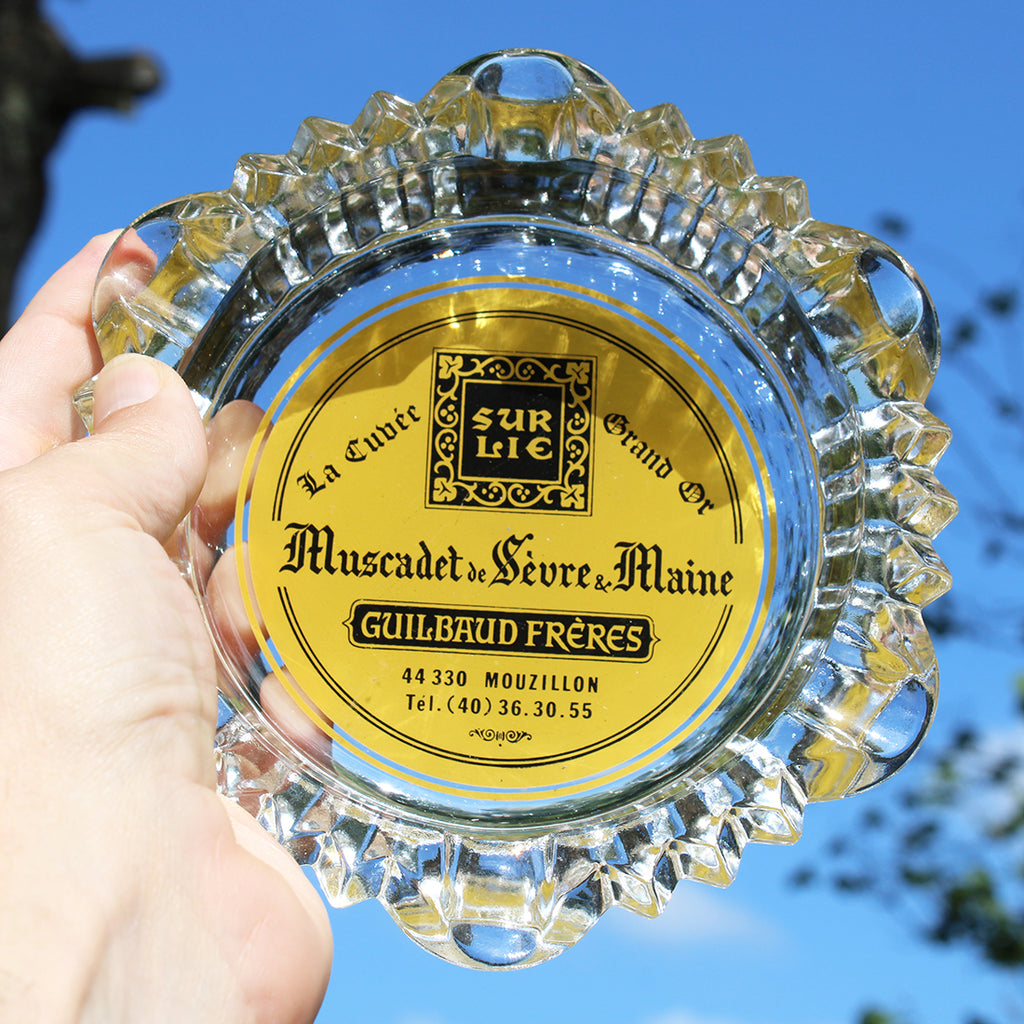 SUR
LIE
La Cuvée Grand Or
Muscadet de Sèvre & Maine
GUILBAUD FRÈRES
44 330 MOUZILLON
Tél. (40) 36.30.55